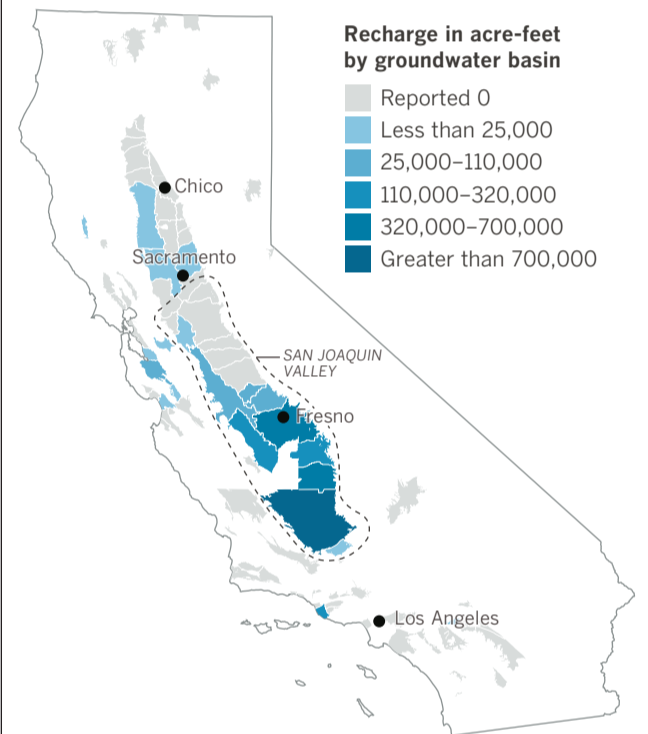 Recharge in acre-feet
by groundwater basin
Reported 0
Less than 25,000
25,000–110,000
110,000–320,000
320,000–700,000
Greater than 700,000
Chico
Sacramento
SAN JOAQUIN
VALLEY
Fresno
Los Angeles